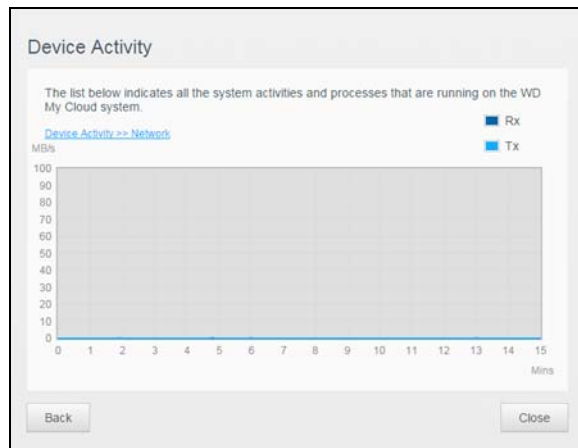 Device Activity
The list below indicates all the system activities and processes that are running on the WD
My Cloud system.
Rx
Device Activity >> Network
Tx
MB/s
100
90
80
70
60
50
40
30
20
10
0
0 1 2 3 4 5 6 7 8 9 10 11 12 13 14 15
Mins
Back Close